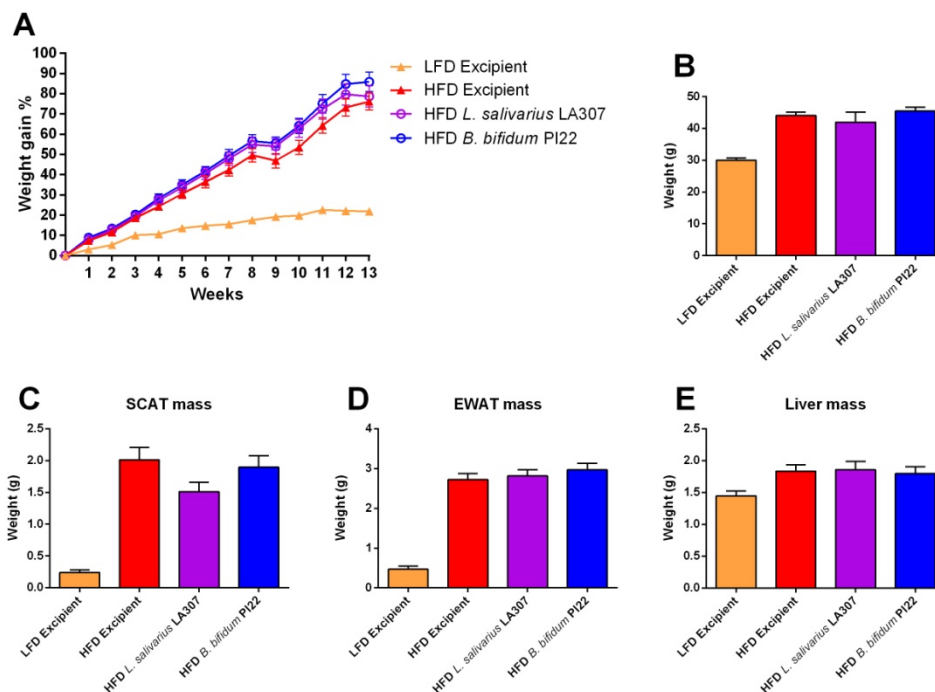 A
Weight gain %
100
90
80
70
60
50
40
30
20
10
0
1 2 3 4 5 6 7 8 9 10 11 12 13
Weeks
LFD Excipient
HFD Excipient
HFD L. salivarius LA307
HFD B. bifidum PI22
B
Weight (g)
50
40
30
20
10
0
LFD Excipient
HFD Excipient
HFD L. salivarius LA307
HFD B. bifidum PI22
C
SCAT mass
Weight (g)
2.5
2.0
1.5
1.0
0.5
0.0
LFD Excipient
HFD Excipient
HFD L. salivarius LA307
HFD B. bifidum PI22
D
EWAT mass
Weight (g)
4
3
2
1
0
LFD Excipient
HFD Excipient
HFD L. salivarius LA307
HFD B. bifidum PI22
E
Liver mass
Weight (g)
2.5
2.0
1.5
1.0
0.5
0.0
LFD Excipient
HFD Excipient
HFD L. salivarius LA307
HFD B. bifidum PI22